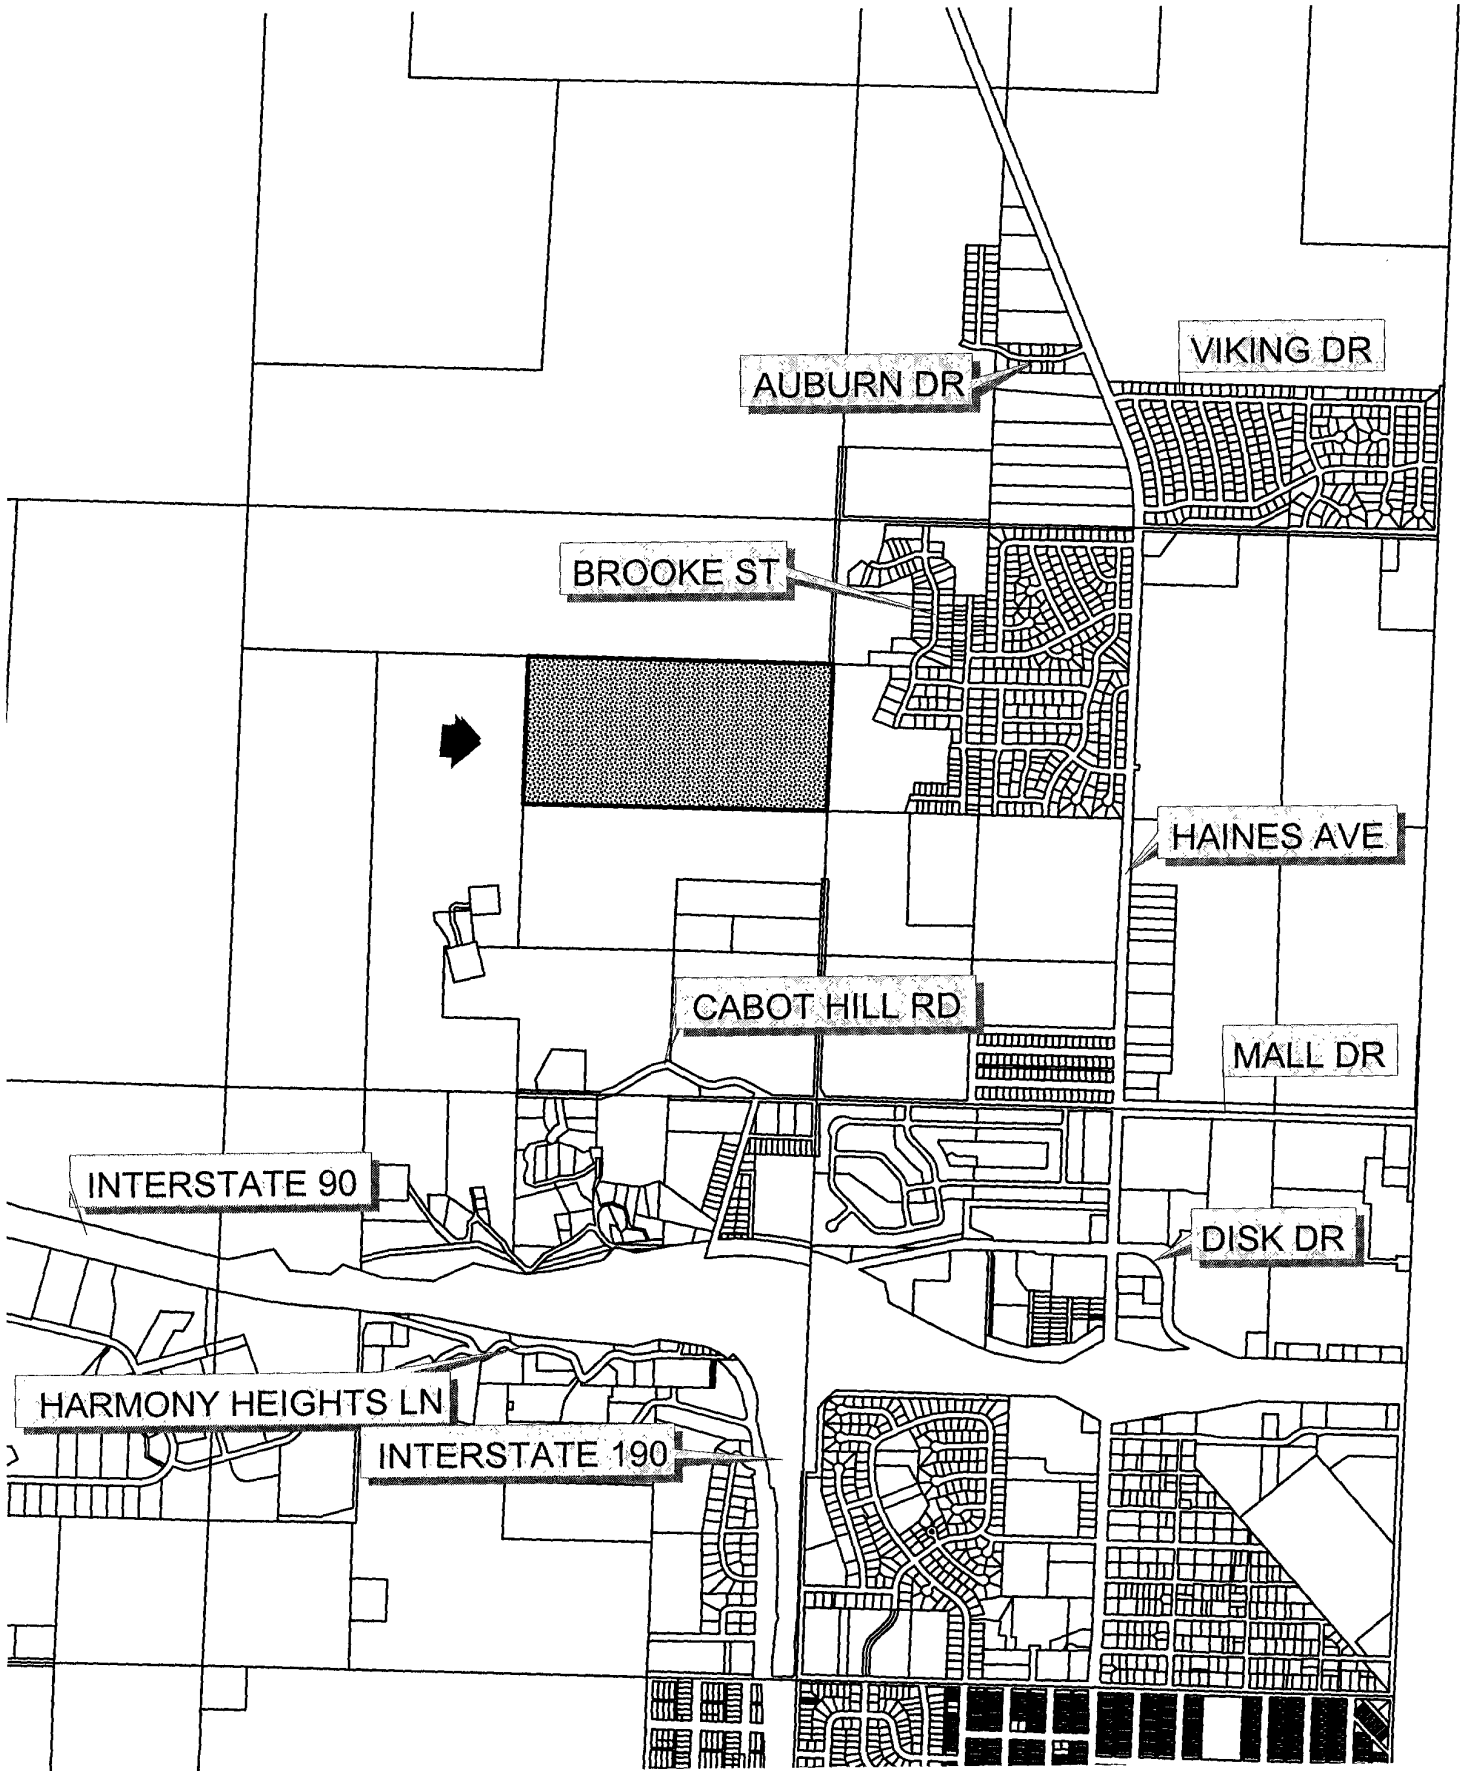 VIKING DR
AUBURN DR
BROOKE ST
HAINES AVE
CABOT HILL RD
MALL DR
INTERSTATE 90
DISK DR
HARMONY HEIGHTS LN
INTERSTATE 190